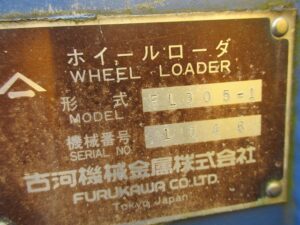 ホイールローダ
WHEEL LOADER
形式 FL305-1
MODEL
機械番号
SERIAL NO.
古河機械金属株式会社
FURUKAWA CO.,LTD.
Tokyo Japan